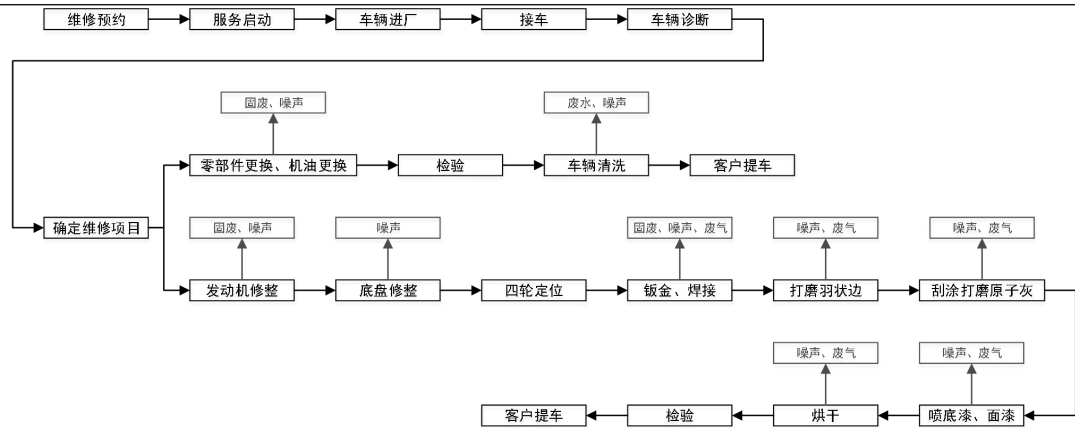 维修预约
服务启动
车辆进厂
接车
车辆诊断
固废、噪声
废水、噪声
零部件更换、机油更换
检验
车辆清洗
客户提车
确定维修项目
固废、噪声
噪声
固废、噪声、废气
噪声、废气
噪声、废气
发动机修整
底盘修整
四轮定位
钣金、焊接
打磨羽状边
刮涂打磨原子灰
噪声、废气
噪声、废气
客户提车
检验
烘干
喷底漆、面漆